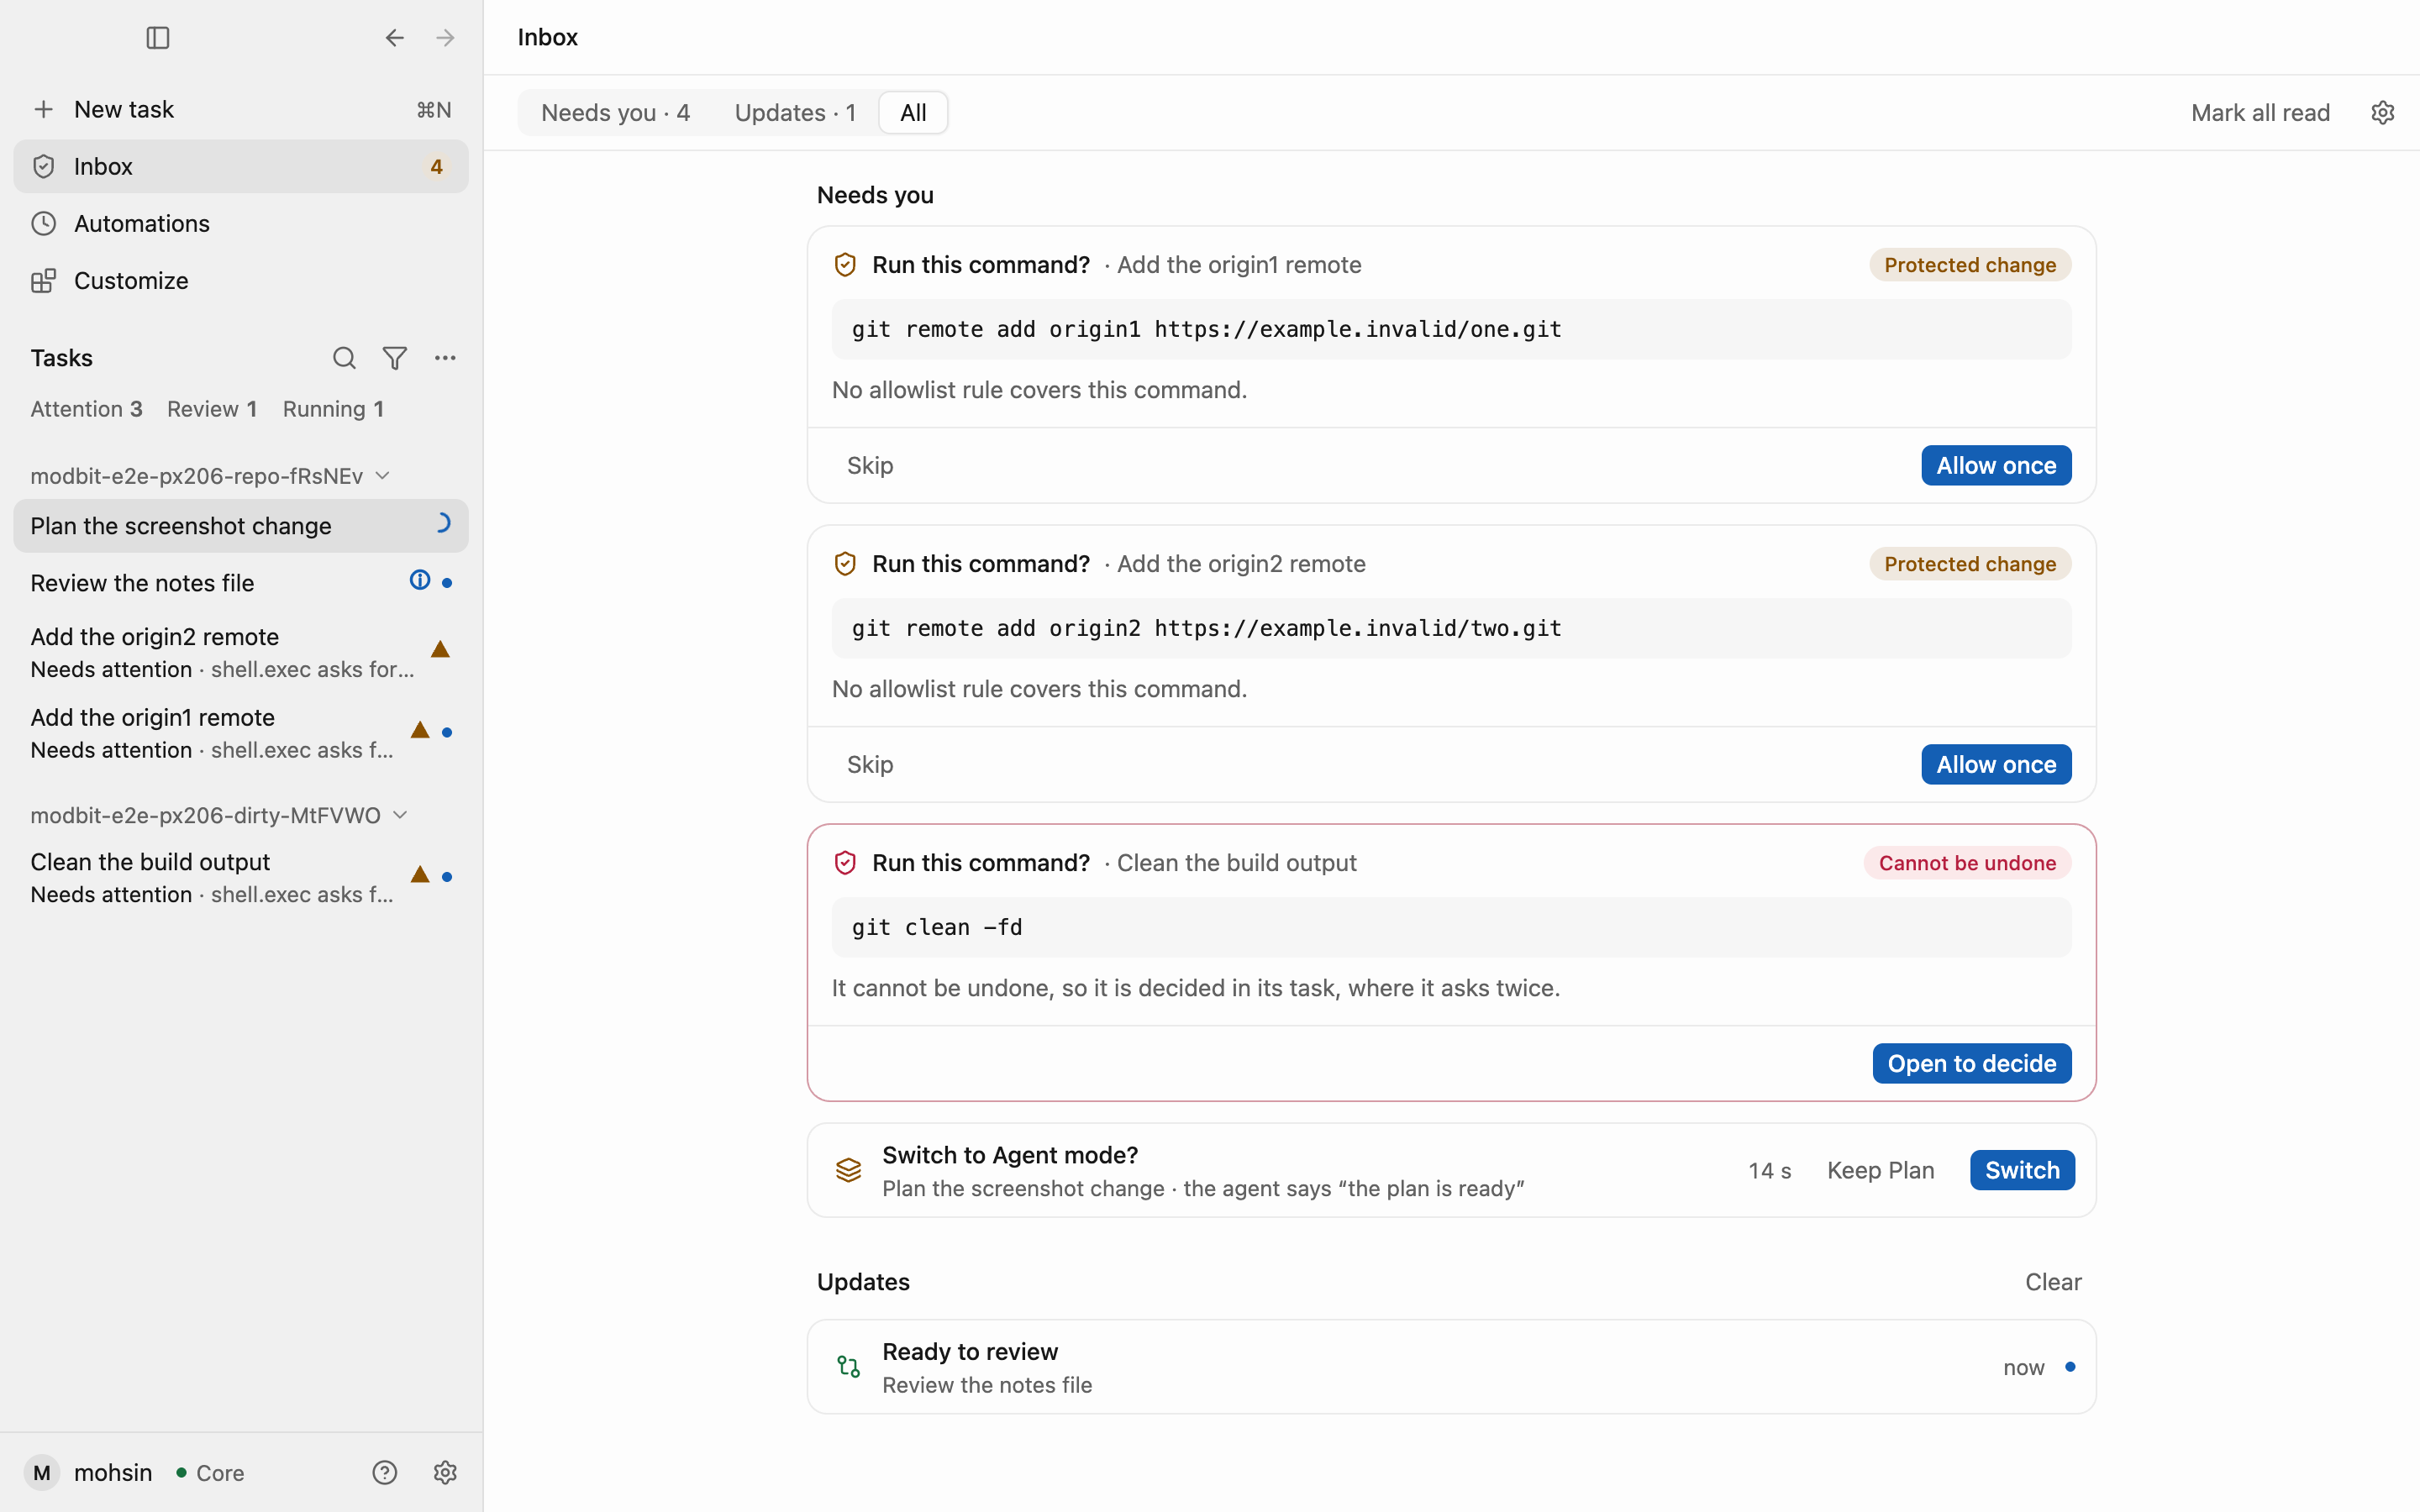 Inbox
New task ⌘N
Inbox 4
Automations
Customize
Tasks
Attention 3 Review 1 Running 1
modbit-e2e-px206-repo-fRsNEv
Plan the screenshot change
Review the notes file
Add the origin2 remote
Needs attention · shell.exec asks for...
Add the origin1 remote
Needs attention · shell.exec asks f...
modbit-e2e-px206-dirty-MtFVWO
Clean the build output
Needs attention · shell.exec asks f...
M mohsin Core
Needs you · 4 Updates · 1 All Mark all read
Needs you
Run this command? · Add the origin1 remote Protected change
git remote add origin1 https://example.invalid/one.git
No allowlist rule covers this command.
Skip Allow once
Run this command? · Add the origin2 remote Protected change
git remote add origin2 https://example.invalid/two.git
No allowlist rule covers this command.
Skip Allow once
Run this command? · Clean the build output Cannot be undone
git clean -fd
It cannot be undone, so it is decided in its task, where it asks twice.
Open to decide
Switch to Agent mode?
Plan the screenshot change · the agent says “the plan is ready”
14 s Keep Plan Switch
Updates Clear
Ready to review
Review the notes file
now